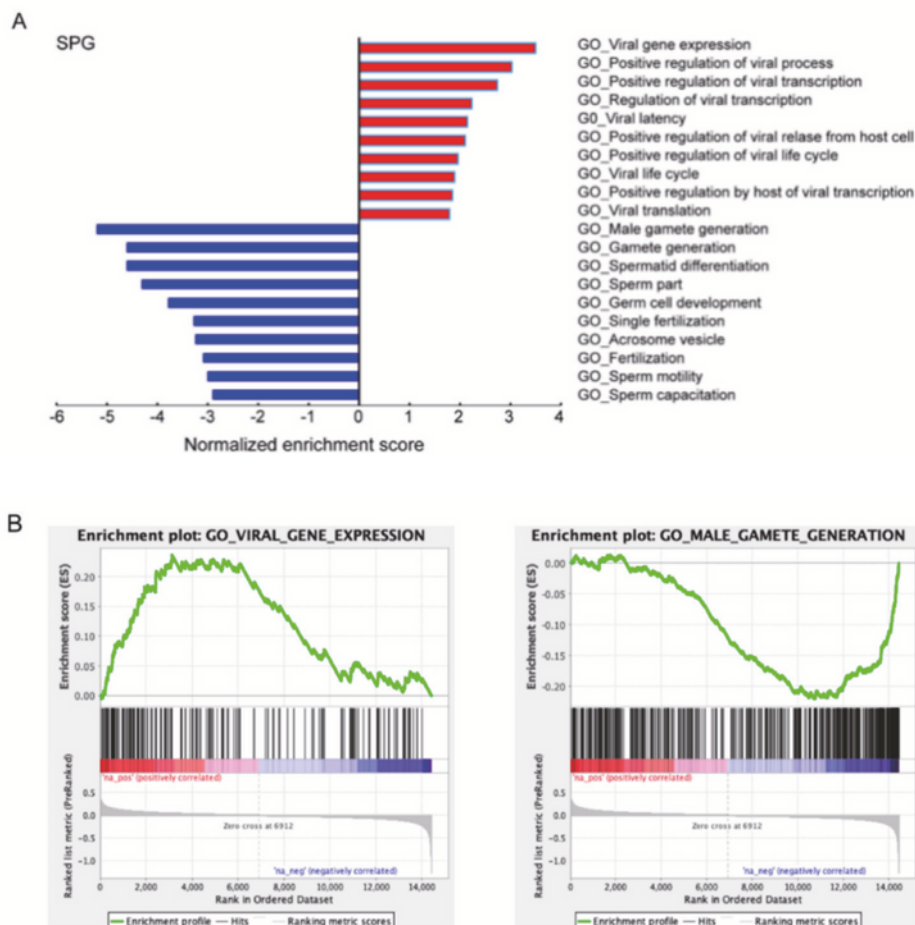 A
SPG
GO_Viral gene expression
GO_Positive regulation of viral process
GO_Positive regulation of viral transcription
GO_Regulation of viral transcription
G0_Viral latency
GO_Positive regulation of viral relase from host cell
GO_Positive regulation of viral life cycle
GO_Viral life cycle
GO_Positive regulation by host of viral transcription
GO_Viral translation
GO_Male gamete generation
GO_Gamete generation
GO_Spermatid differentiation
GO_Sperm part
GO_Germ cell development
GO_Single fertilization
GO_Acrosome vesicle
GO_Fertilization
GO_Sperm motility
GO_Sperm capacitation
-6 -5 -4 -3 -2 -1 0 1 2 3 4
Normalized enrichment score
B
Enrichment plot: GO_VIRAL_GENE_EXPRESSION
Enrichment score (ES)
0.20
0.15
0.10
0.05
0.00
'na_pos' (positively correlated)
Ranked list metric (PreRanked)
0.5
0.0
-0.5
-1.0
Zero cross at 6912
'na_neg' (negatively correlated)
0 2,000 4,000 6,000 8,000 10,000 12,000 14,000
Rank in Ordered Dataset
Enrichment profile Hits Ranking metric scores
Enrichment plot: GO_MALE_GAMETE_GENERATION
Enrichment score (ES)
-0.00
-0.05
-0.10
-0.15
-0.20
'na_pos' (positively correlated)
Ranked list metric (PreRanked)
0.5
0.0
-0.5
-1.0
Zero cross at 6912
'na_neg' (negatively correlated)
0 2,000 4,000 6,000 8,000 10,000 12,000 14,000
Rank in Ordered Dataset
Enrichment profile Hits Ranking metric scores